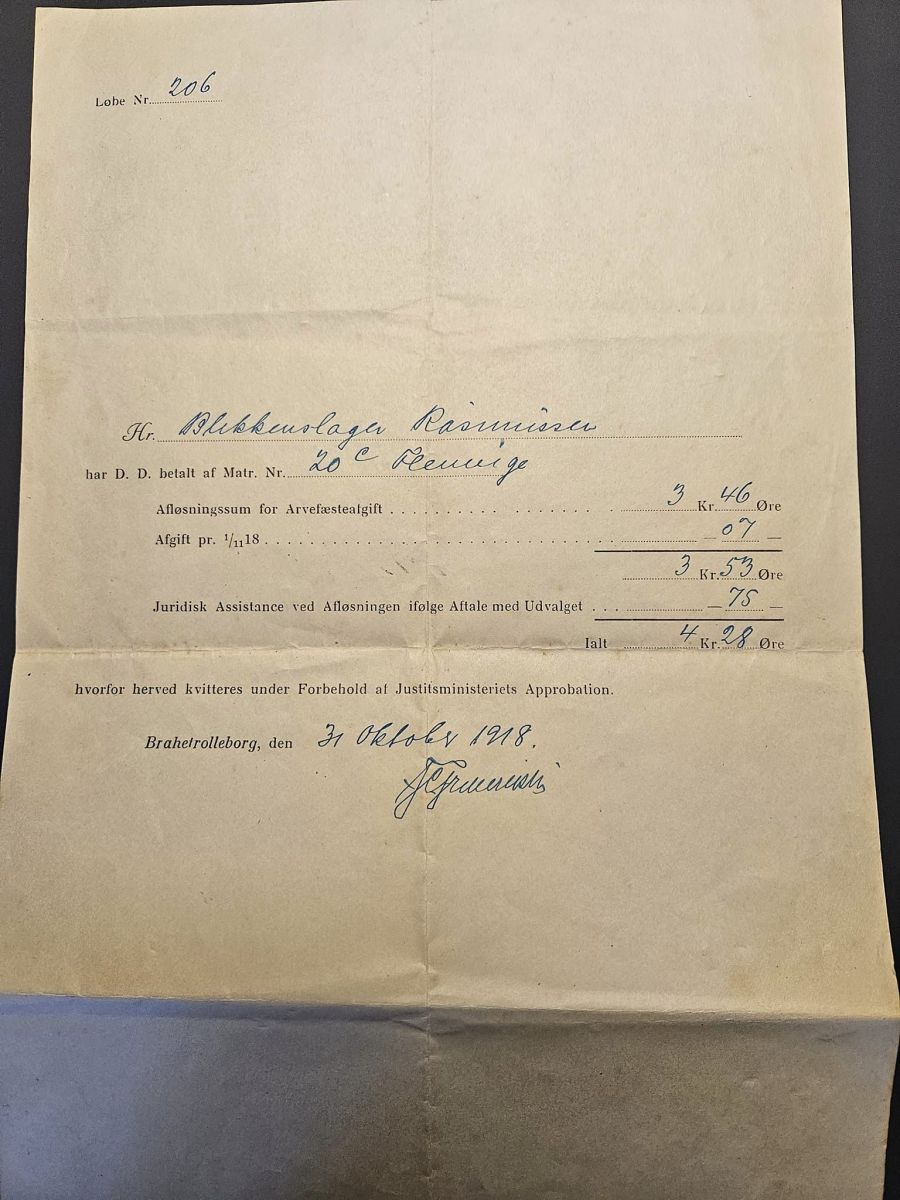 Løbe Nr. 206
Hr. Blikkenslager Rasmussen
har D. D. betalt af Matr. Nr. 20 c
Afløsningssum for Arvefæsteafgift . . . . . . . . . . . . . 3 Kr. 46 Øre
Afgift pr. 1/11 18 . . . . . . . . . . . . . . . . . . . — 07 —
3 Kr. 53 Øre
Juridisk Assistance ved Afløsningen ifølge Aftale med Udvalget . . . — 75 —
Ialt 4 Kr. 28 Øre
hvorfor herved kvitteres under Forbehold af Justitsministeriets Approbation.
Brahetrolleborg, den 31 Oktober 1918.